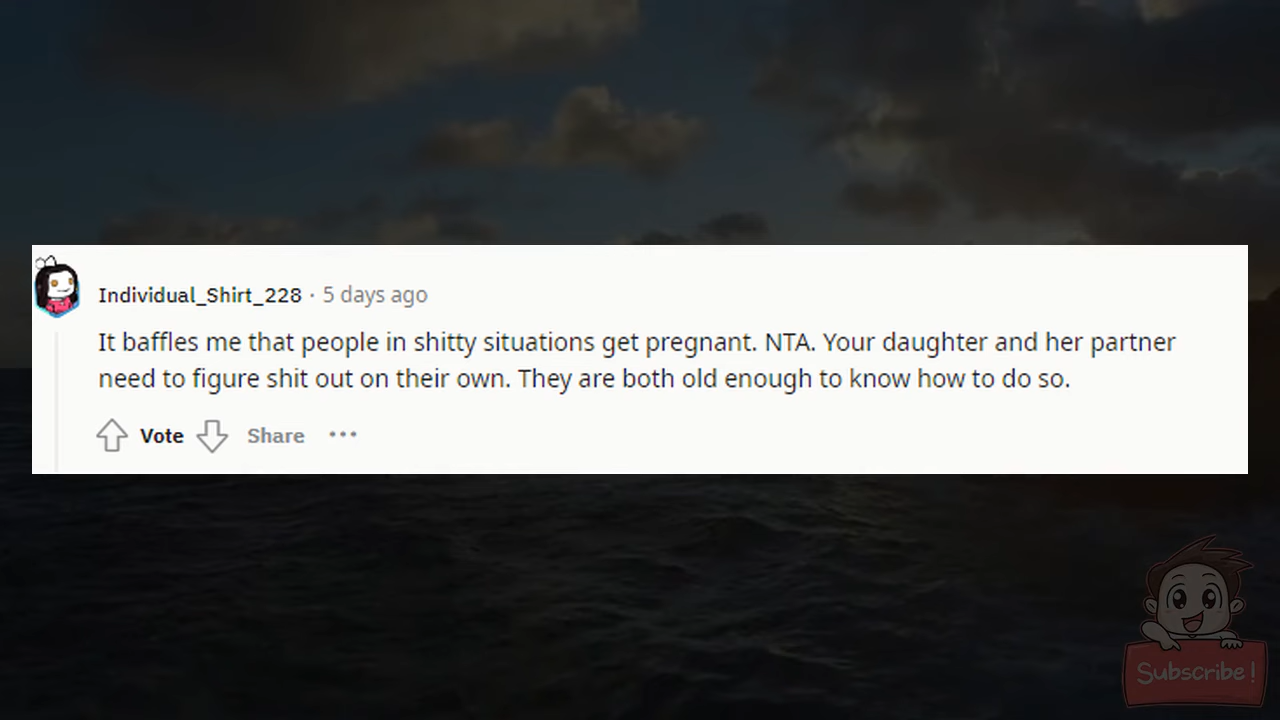 Individual_Shirt_228 · 5 days ago
It baffles me that people in shitty situations get pregnant. NTA. Your daughter and her partner
need to figure shit out on their own. They are both old enough to know how to do so.
Vote Share •••
Subscribe!